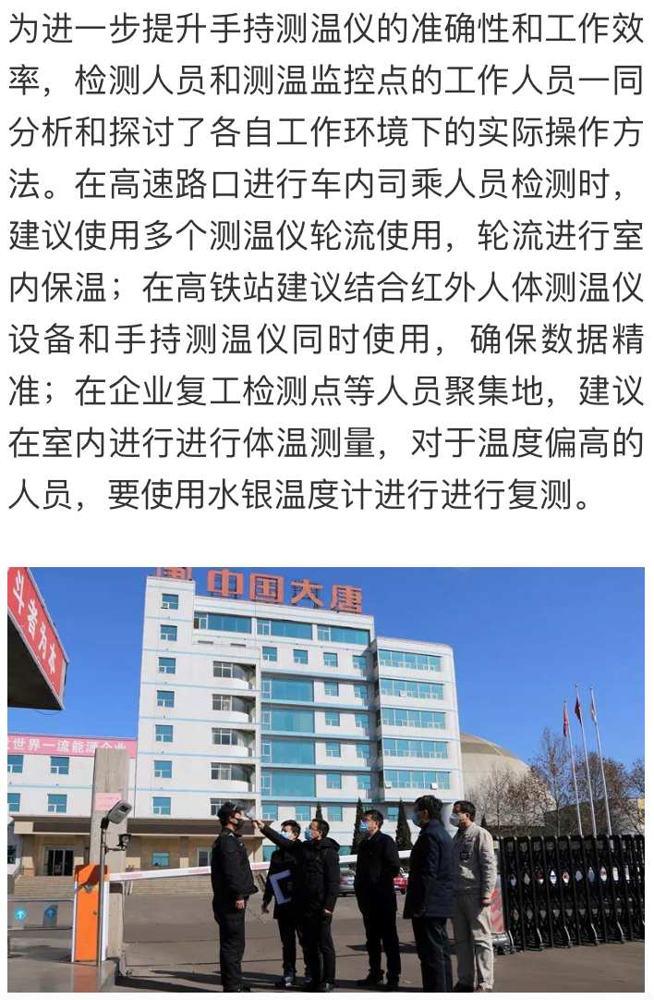 为进一步提升手持测温仪的准确性和工作效
率，检测人员和测温监控点的工作人员一同
分析和探讨了各自工作环境下的实际操作方
法。在高速路口进行车内司乘人员检测时，
建议使用多个测温仪轮流使用，轮流进行室
内保温；在高铁站建议结合红外人体测温仪
设备和手持测温仪同时使用，确保数据精
准；在企业复工检测点等人员聚集地，建议
在室内进行进行体温测量，对于温度偏高的
人员，要使用水银温度计进行进行复测。
中国大唐
斗者为本
世界一流能源企业